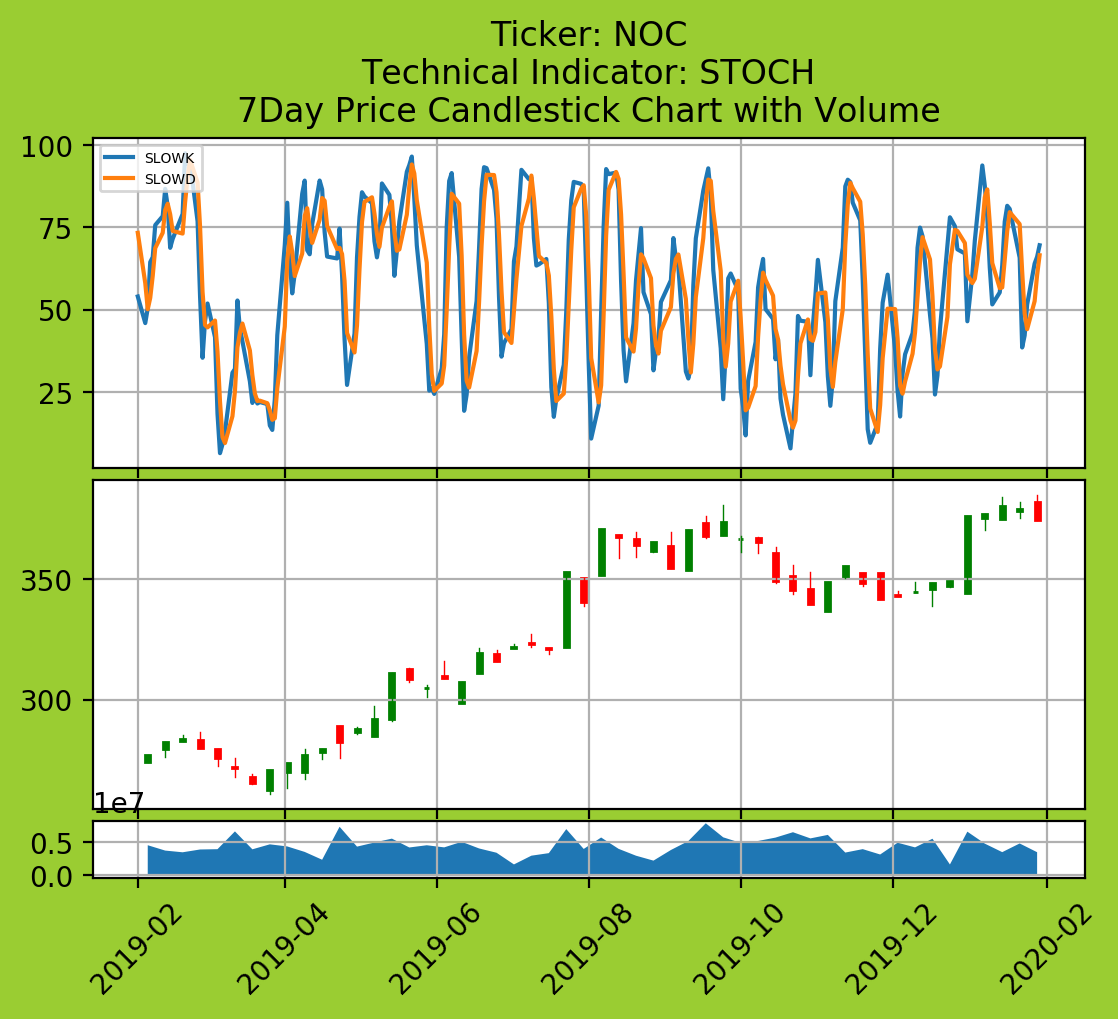 Ticker: NOC
Technical Indicator: STOCH
7Day Price Candlestick Chart with Volume
100
SLOWK
SLOWD
75
50
25
350
300
1e7
0.5
0.0
2019-02
2019-04
2019-06
2019-08
2019-10
2019-12
2020-02